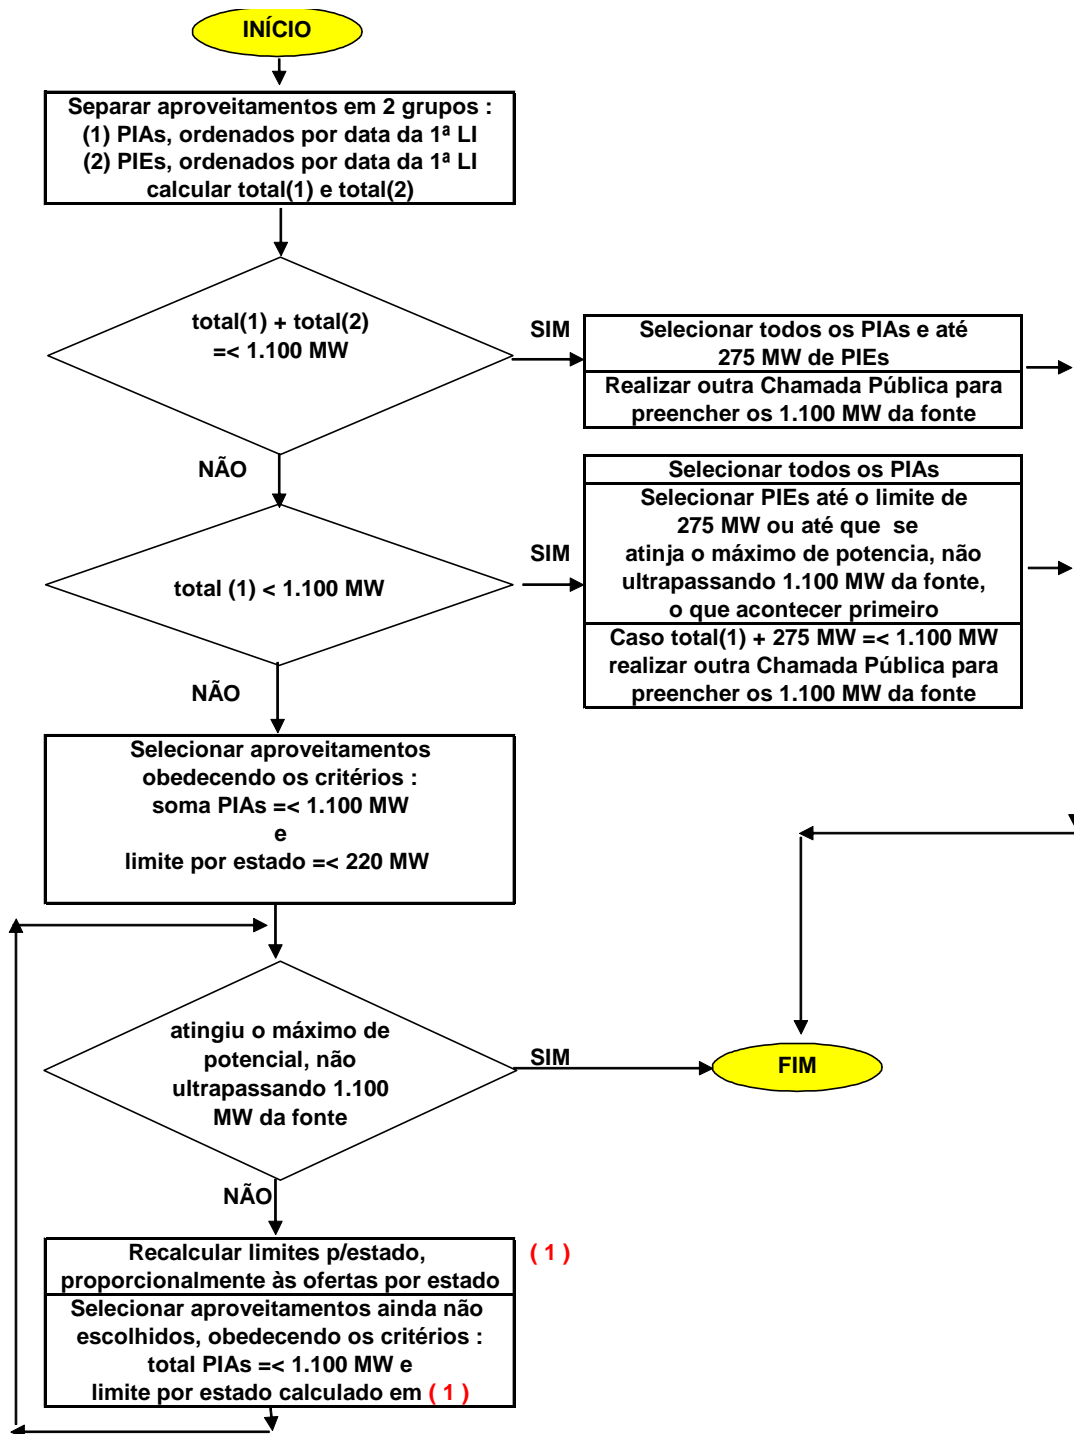 INÍCIO
Separar aproveitamentos em 2 grupos :
(1) PIAs, ordenados por data da 1ª LI
(2) PIEs, ordenados por data da 1ª LI
calcular total(1) e total(2)
total(1) + total(2)
=< 1.100 MW
SIM
Selecionar todos os PIAs e até
275 MW de PIEs
Realizar outra Chamada Pública para
preencher os 1.100 MW da fonte
NÃO
total (1) < 1.100 MW
SIM
Selecionar todos os PIAs
Selecionar PIEs até o limite de
275 MW ou até que se
atinja o máximo de potencia, não
ultrapassando 1.100 MW da fonte,
o que acontecer primeiro
Caso total(1) + 275 MW =< 1.100 MW
realizar outra Chamada Pública para
preencher os 1.100 MW da fonte
NÃO
Selecionar aproveitamentos
obedecendo os critérios :
soma PIAs =< 1.100 MW
e
limite por estado =< 220 MW
atingiu o máximo de
potencial, não
ultrapassando 1.100
MW da fonte
SIM
FIM
NÃO
Recalcular limites p/estado,
proporcionalmente às ofertas por estado
( 1 )
Selecionar aproveitamentos ainda não
escolhidos, obedecendo os critérios :
total PIAs =< 1.100 MW e
limite por estado calculado em ( 1 )